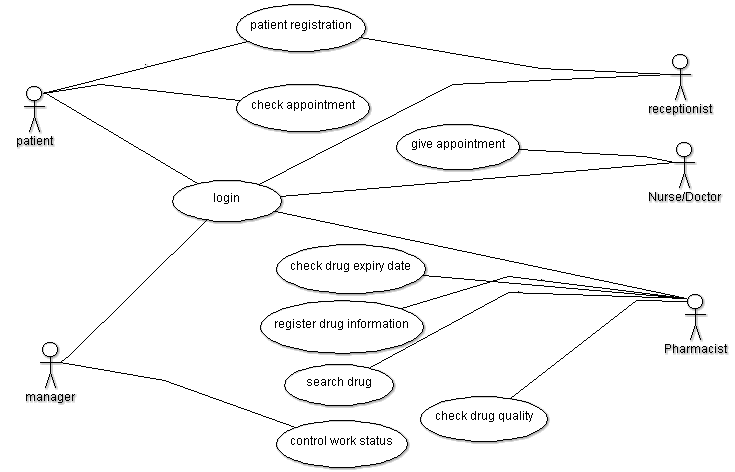 patient registration
check appointment
patient
receptionist
give appointment
Nurse/Doctor
login
check drug expiry date
register drug information
Pharmacist
search drug
manager
check drug quality
control work status